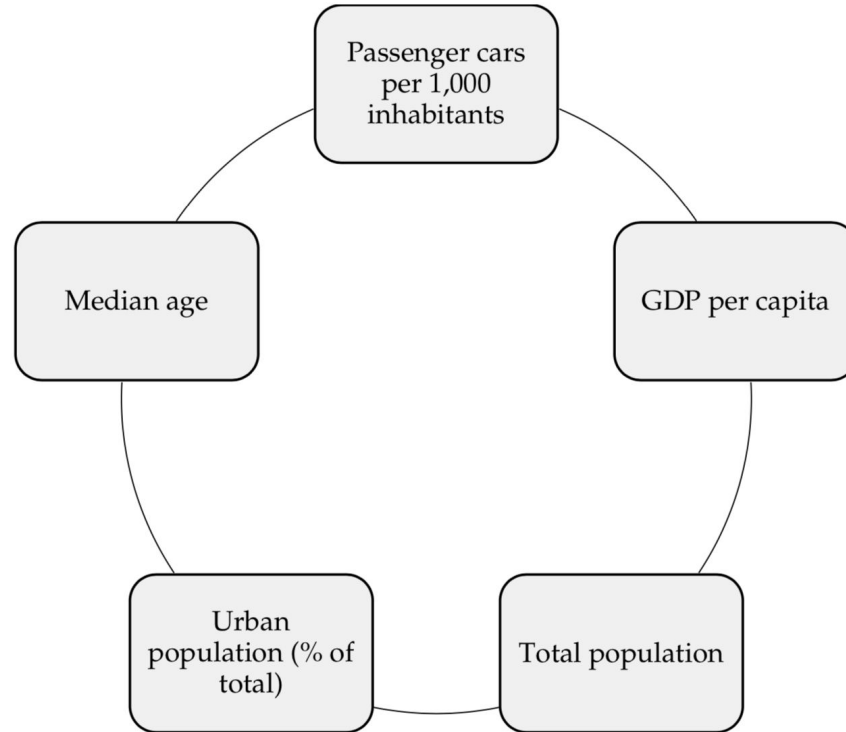 Passenger cars
per 1,000
inhabitants
Median age
GDP per capita
Urban
population (% of
total)
Total population